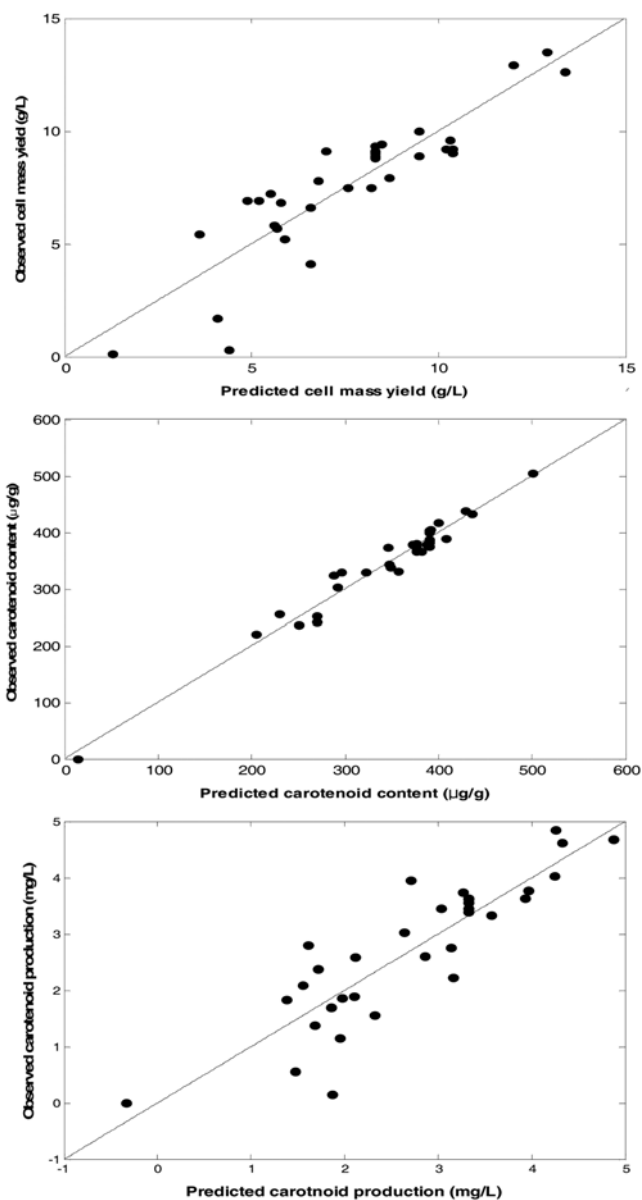 15
10
5
0
Observed cell mass yield (g/L)
0 5 10 15
Predicted cell mass yield (g/L)
600
500
400
300
200
100
0
Observed carotenoid content (μg/g)
0 100 200 300 400 500 600
Predicted carotenoid content (μg/g)
5
4
3
2
1
0
-1
Observed carotenoid production (mg/L)
-1 0 1 2 3 4 5
Predicted carotnoid production (mg/L)